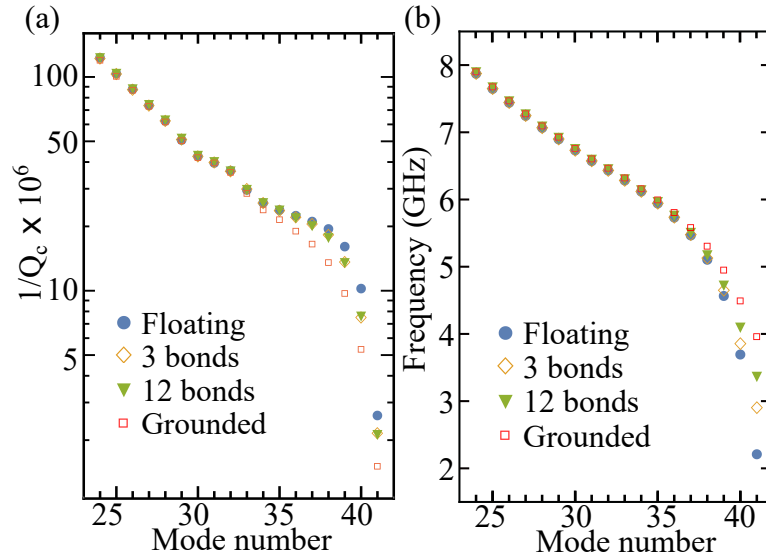 (a)
100
50
10
5
1/Qc x 10^6
Floating
3 bonds
12 bonds
Grounded
25 30 35 40
Mode number
(b)
8
7
6
5
4
3
2
Frequency (GHz)
Floating
3 bonds
12 bonds
Grounded
25 30 35 40
Mode number